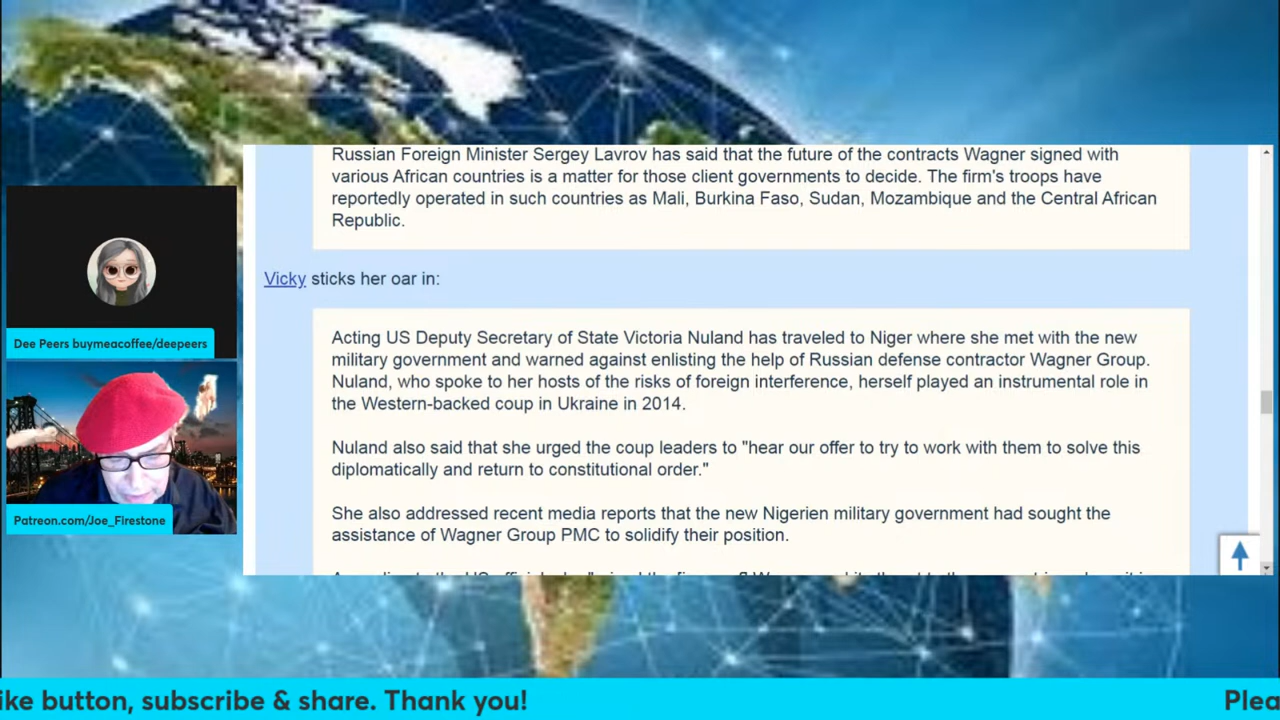 Russian Foreign Minister Sergey Lavrov has said that the future of the contracts Wagner signed with
various African countries is a matter for those client governments to decide. The firm's troops have
reportedly operated in such countries as Mali, Burkina Faso, Sudan, Mozambique and the Central African
Republic.
Vicky sticks her oar in:
Acting US Deputy Secretary of State Victoria Nuland has traveled to Niger where she met with the new
military government and warned against enlisting the help of Russian defense contractor Wagner Group.
Nuland, who spoke to her hosts of the risks of foreign interference, herself played an instrumental role in
the Western-backed coup in Ukraine in 2014.
Nuland also said that she urged the coup leaders to "hear our offer to try to work with them to solve this
diplomatically and return to constitutional order."
She also addressed recent media reports that the new Nigerien military government had sought the
assistance of Wagner Group PMC to solidify their position.
Dee Peers buymeacoffee/deepeers
Patreon.com/Joe_Firestone
ike button, subscribe & share. Thank you!
Plea